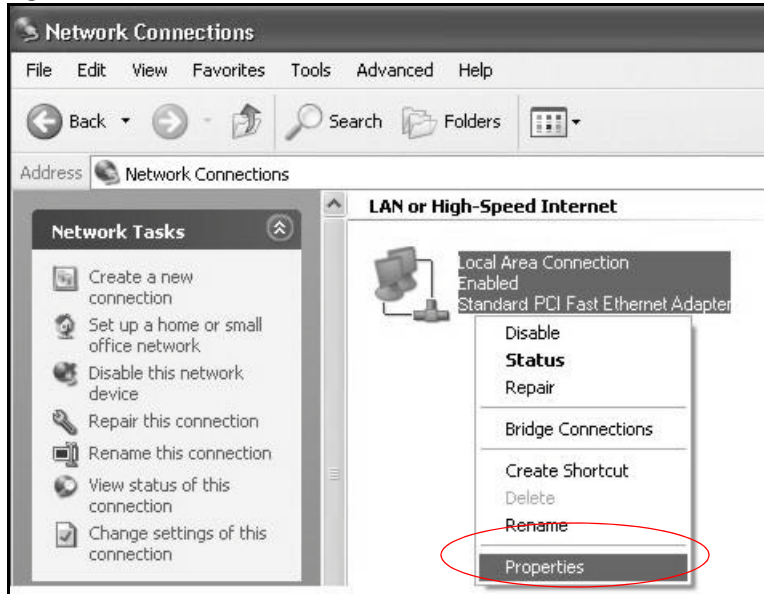 Network Connections
File Edit View Favorites Tools Advanced Help
Back Search Folders
Address Network Connections
Network Tasks
Create a new
connection
Set up a home or small
office network
Disable this network
device
Repair this connection
Rename this connection
View status of this
connection
Change settings of this
connection
LAN or High-Speed Internet
Local Area Connection
Enabled
Standard PCI Fast Ethernet Adapter
Disable
Status
Repair
Bridge Connections
Create Shortcut
Delete
Rename
Properties